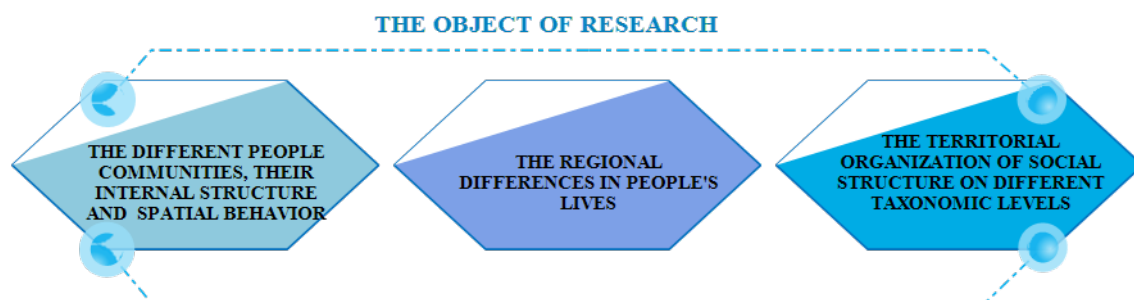 THE OBJECT OF RESEARCH
THE DIFFERENT PEOPLE
COMMUNITIES, THEIR
INTERNAL STRUCTURE
AND SPATIAL BEHAVIOR
THE REGIONAL
DIFFERENCES IN PEOPLE'S
LIVES
THE TERRITORIAL
ORGANIZATION OF SOCIAL
STRUCTURE ON DIFFERENT
TAXONOMIC LEVELS